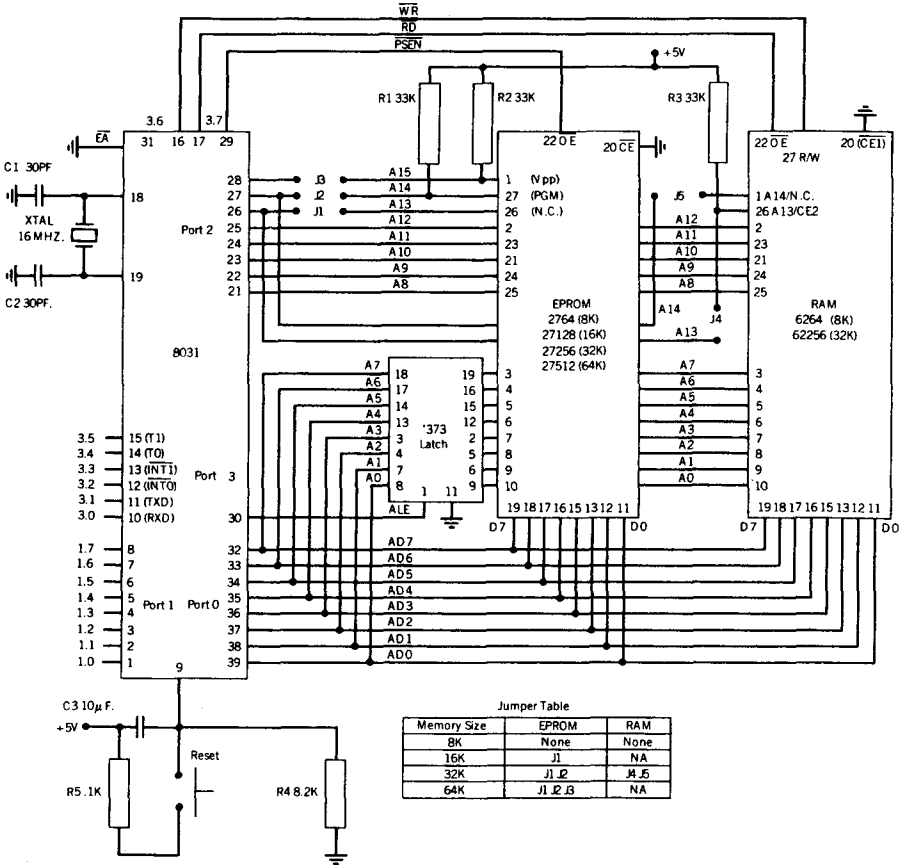 WR
RD
PSEN
+5V
R1 33K
R2 33K
R3 33K
3.6
3.7
EA
31
16
17
29
22 OE
20 CE
22 OE
20 (CE1)
27 R/W
C1 30PF
18
XTAL
16 MHZ.
19
C2 30PF.
28
J3
A15
1
(Vpp)
27
J2
A14
27
(PGM)
J5
1 A14/N.C.
26
J1
A13
26
(N.C.)
26 A13/CE2
Port 2
25
A12
2
A12
2
24
A11
23
A11
23
23
A10
21
A10
21
22
A9
24
A9
24
21
A8
25
A8
25
A14
J4
A13
EPROM
2764 (8K)
27128 (16K)
27256 (32K)
27512 (64K)
RAM
6264 (8K)
62256 (32K)
8031
A7
18
19
3
A7
3
A6
17
16
4
A6
4
A5
14
15
5
A5
5
A4
13
12
6
A4
6
A3
3
2
7
A3
7
A2
4
5
8
A2
8
A1
7
6
9
A1
9
A0
8
9
10
A0
10
'373
Latch
1
11
3.5
15 (T1)
3.4
14 (T0)
3.3
13 (INT1)
3.2
12 (INT0)
3.1
11 (TXD)
3.0
10 (RXD)
Port 3
30
ALE
D7
19 18 17 16 15 13 12 11
D0
D7
19 18 17 16 15 13 12 11
D0
1.7
8
32
AD7
1.6
7
33
AD6
1.5
6
34
AD5
1.4
5
35
AD4
1.3
4
36
AD3
1.2
3
37
AD2
1.1
2
38
AD1
1.0
1
39
AD0
Port 1
Port 0
9
C3 10μF.
+5V
Reset
R5.1K
R4 8.2K
Jumper Table
Memory Size EPROM RAM
8K None None
16K J1 NA
32K J1 J2 J4 J5
64K J1 J2 J3 NA